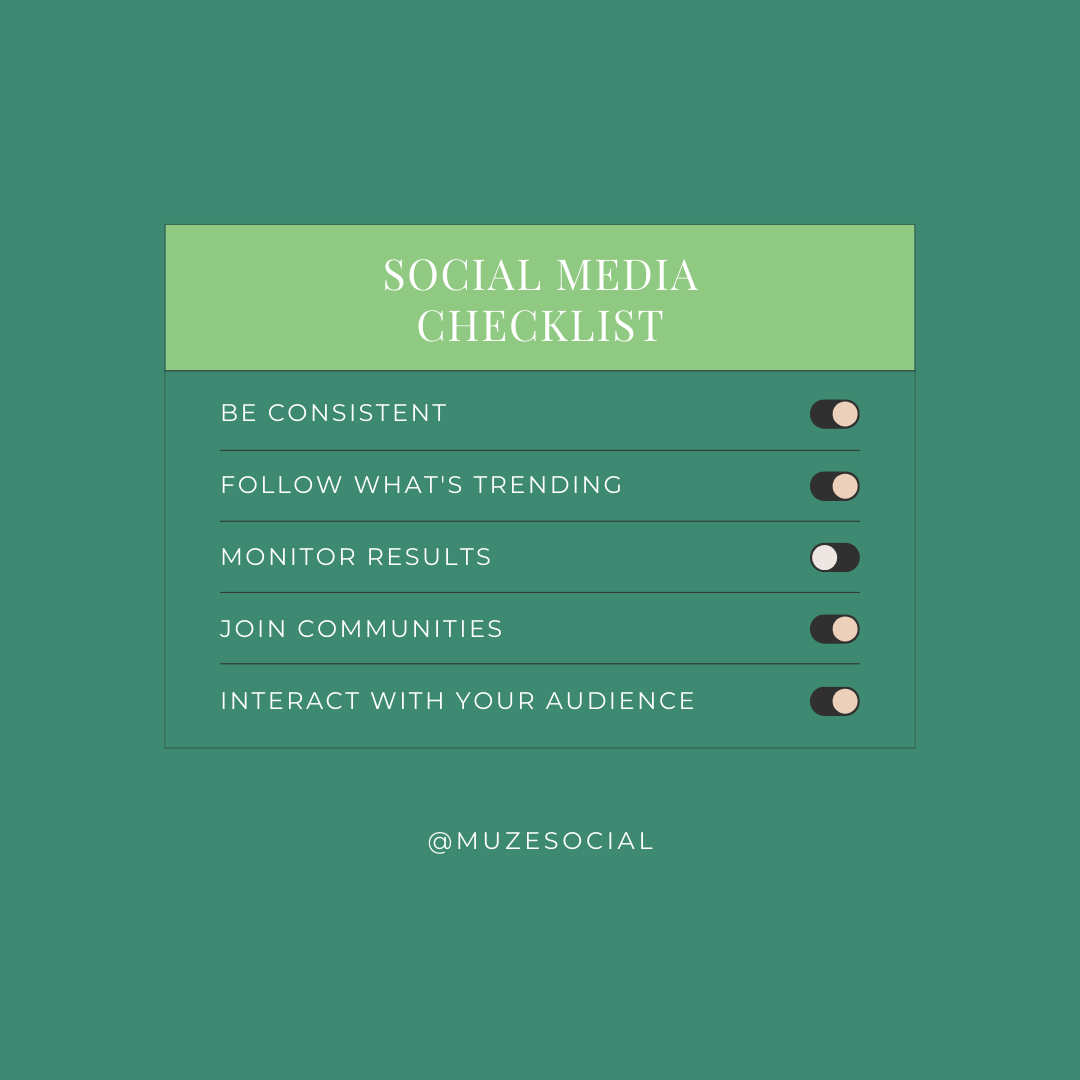 SOCIAL MEDIA
CHECKLIST
BE CONSISTENT
FOLLOW WHAT'S TRENDING
MONITOR RESULTS
JOIN COMMUNITIES
INTERACT WITH YOUR AUDIENCE
@MUZESOCIAL